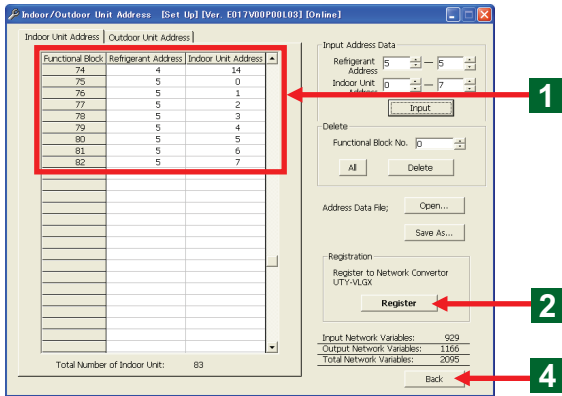 Indoor/Outdoor Unit Address [Set Up] [Ver. E017V00P00L03] [Online]
Indoor Unit Address Outdoor Unit Address
Functional Block Refrigerant Address Indoor Unit Address
74 4 14
75 5 0
76 5 1
77 5 2
78 5 3
79 5 4
80 5 5
81 5 6
82 5 7
Total Number of Indoor Unit: 83
Input Address Data
Refrigerant Address 5 — 5
Indoor Unit Address 0 — 7
Input
1
Delete
Functional Block No. 0
All Delete
Address Data File; Open...
Save As...
Registration
Register to Network Convertor
UTY-VLGX
Register
2
Input Network Variables: 929
Output Network Variables: 1166
Total Network Variables: 2095
Back
4